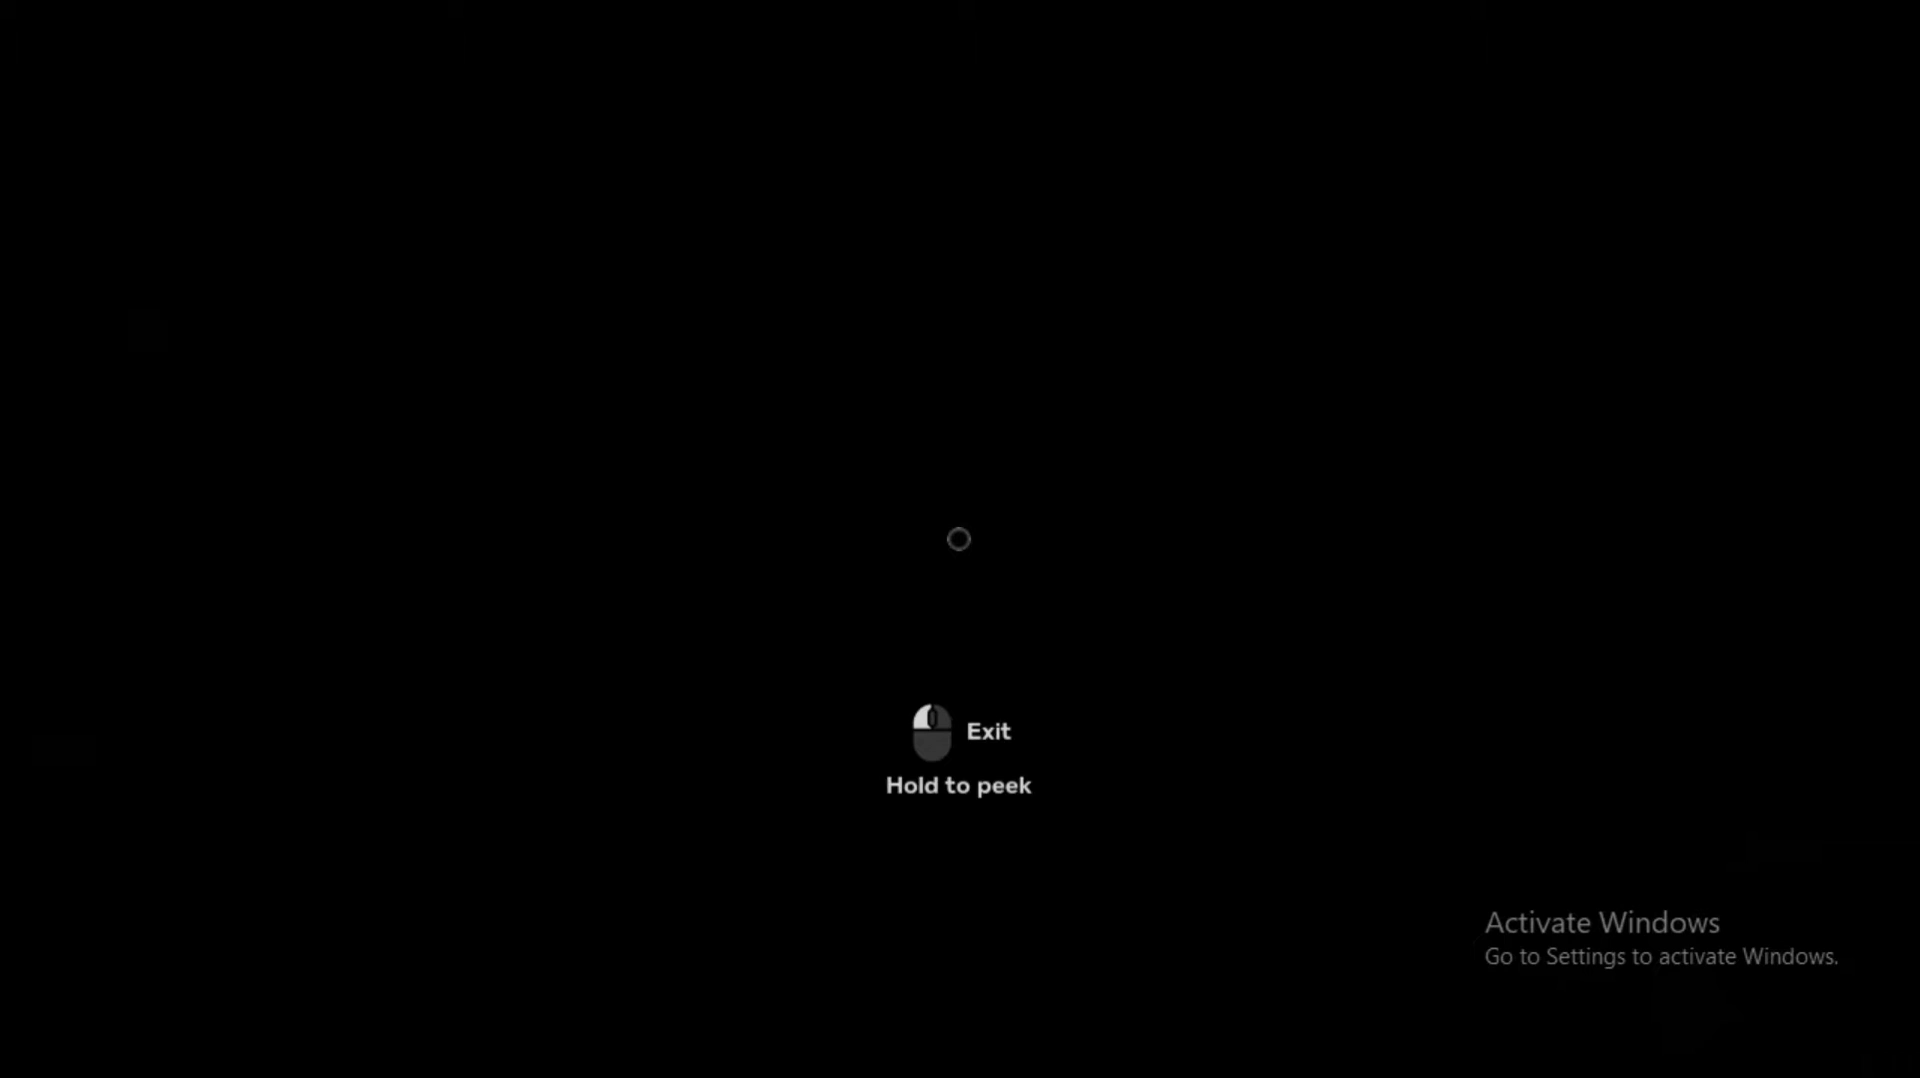 Exit
Hold to peek
Activate Windows
Go to Settings to activate Windows.